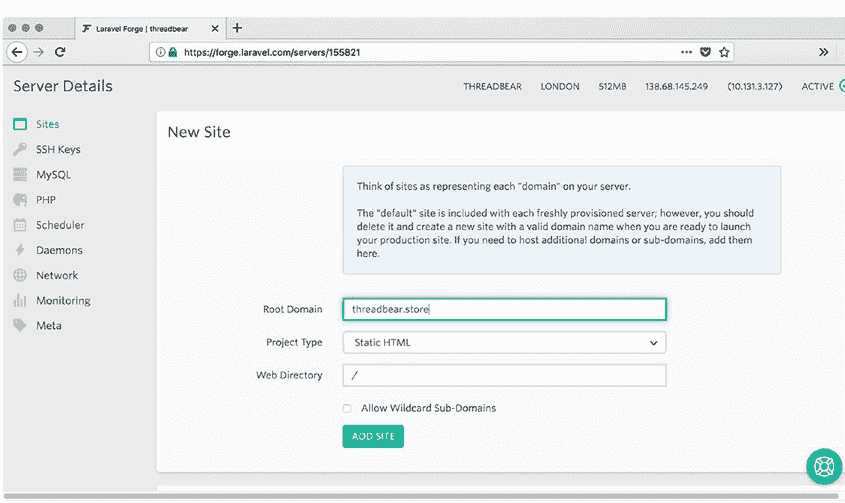 Laravel Forge | threadbear
https://forge.laravel.com/servers/155821
Server Details
THREADBEAR LONDON 512MB 138.68.145.249 (10.131.3.127) ACTIVE
Sites
SSH Keys
MySQL
PHP
Scheduler
Daemons
Network
Monitoring
Meta
New Site
Think of sites as representing each "domain" on your server.
The "default" site is included with each freshly provisioned server; however, you should
delete it and create a new site with a valid domain name when you are ready to launch
your production site. If you need to host additional domains or sub-domains, add them
here.
Root Domain threadbear.store
Project Type Static HTML
Web Directory /
Allow Wildcard Sub-Domains
ADD SITE